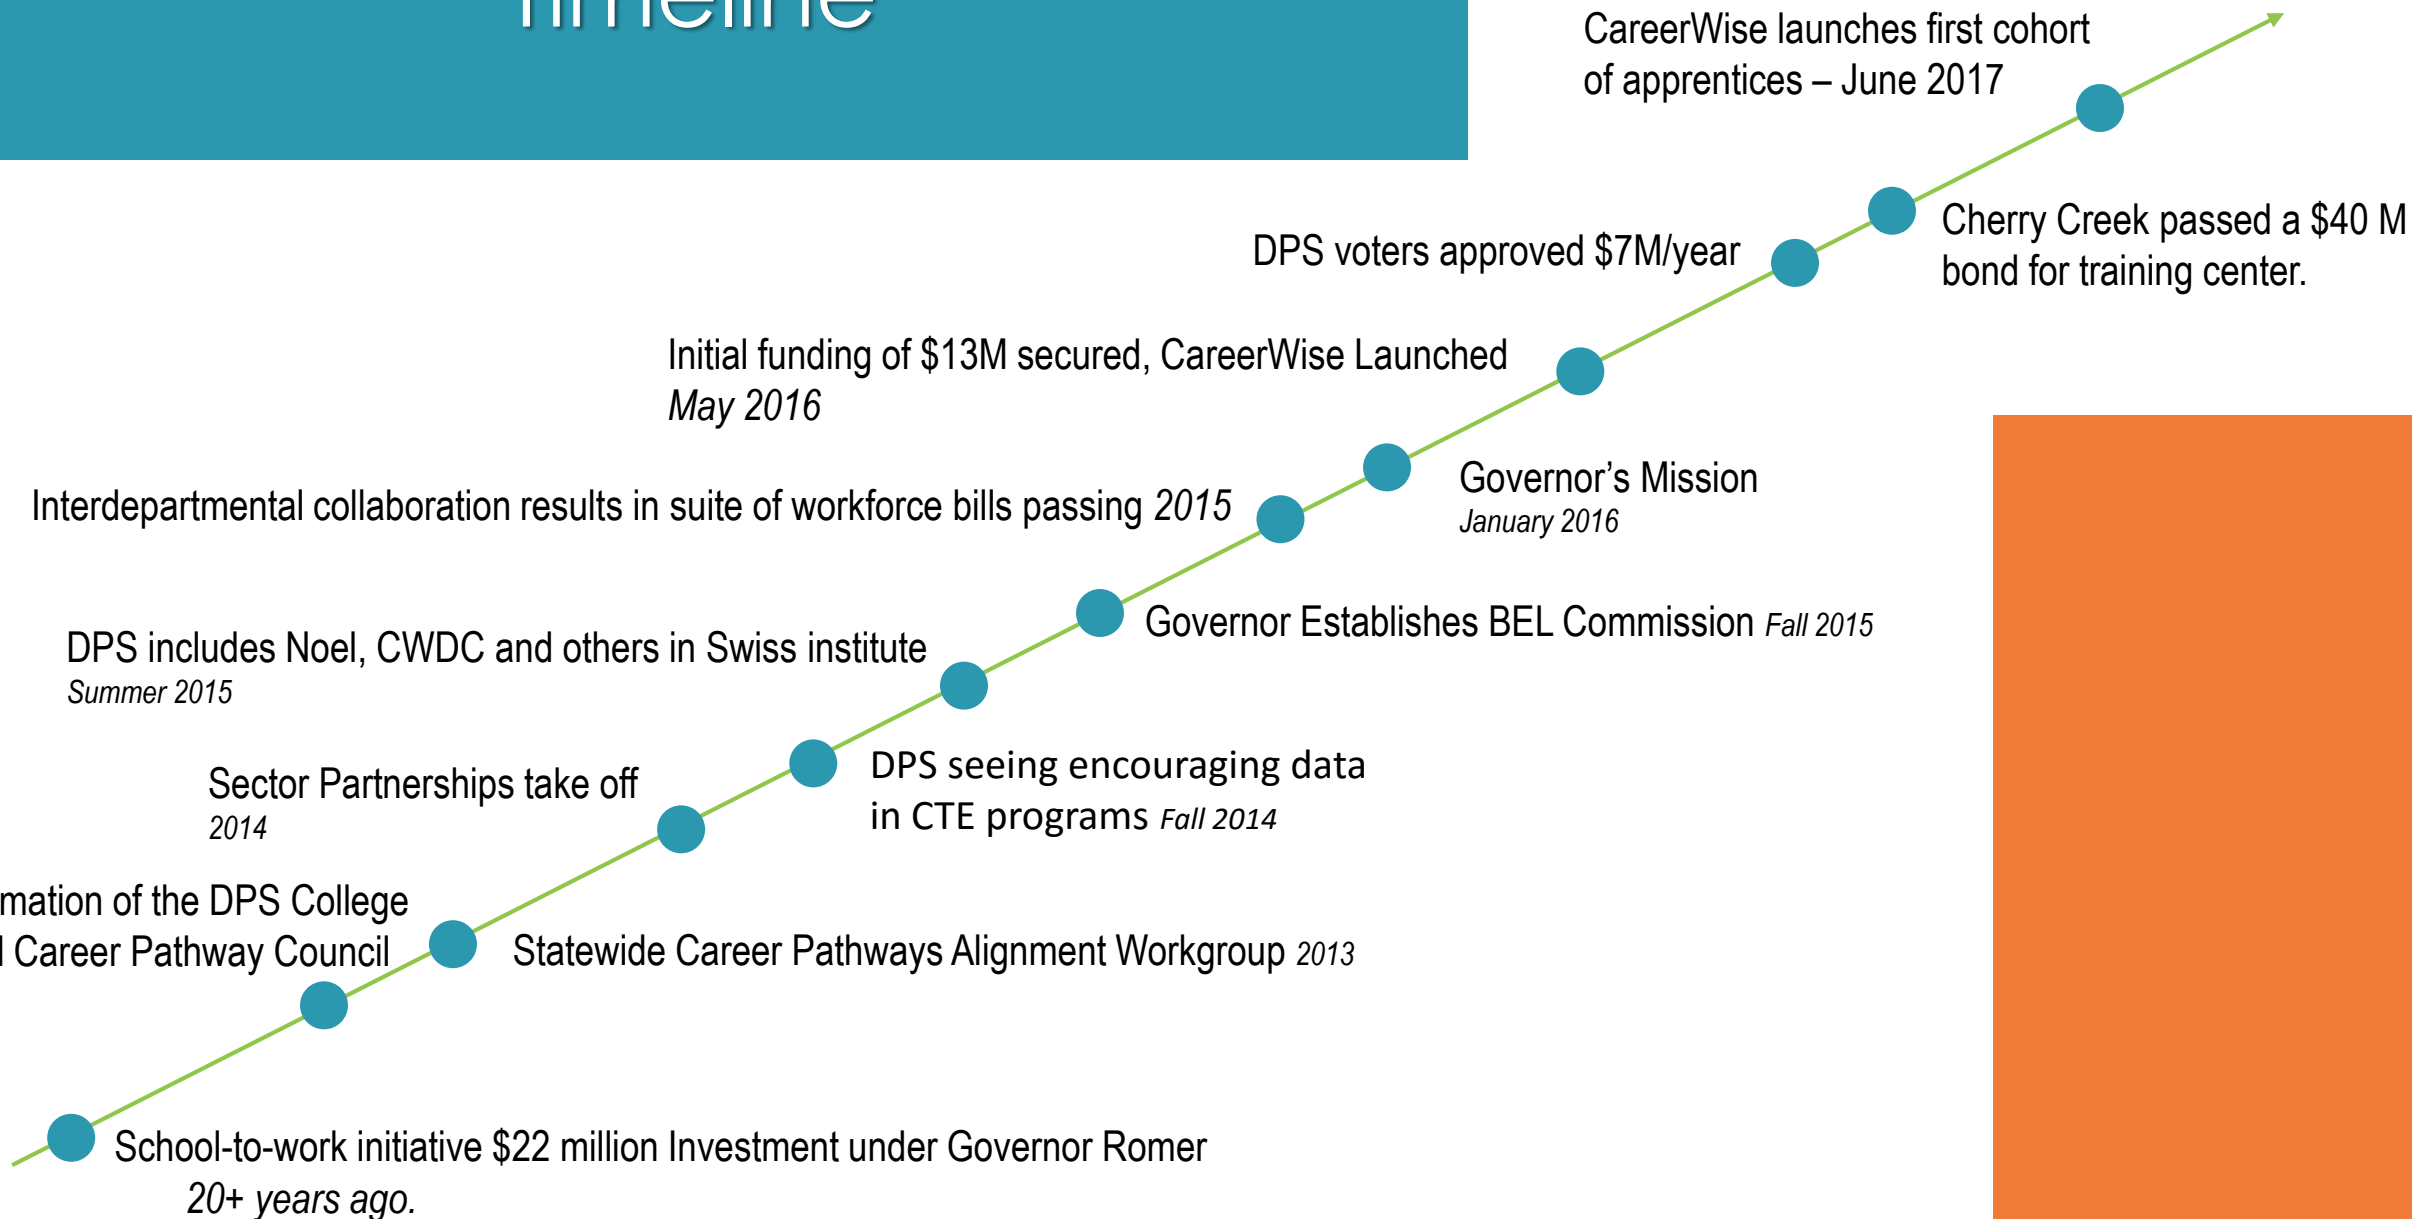 Timeline
CareerWise launches first cohort
of apprentices – June 2017
Cherry Creek passed a $40 M
bond for training center.
DPS voters approved $7M/year
Initial funding of $13M secured, CareerWise Launched
May 2016
Governor’s Mission
January 2016
Interdepartmental collaboration results in suite of workforce bills passing 2015
Governor Establishes BEL Commission Fall 2015
DPS includes Noel, CWDC and others in Swiss institute
Summer 2015
DPS seeing encouraging data
in CTE programs Fall 2014
Sector Partnerships take off
2014
mation of the DPS College
Career Pathway Council
Statewide Career Pathways Alignment Workgroup 2013
School-to-work initiative $22 million Investment under Governor Romer
20+ years ago.